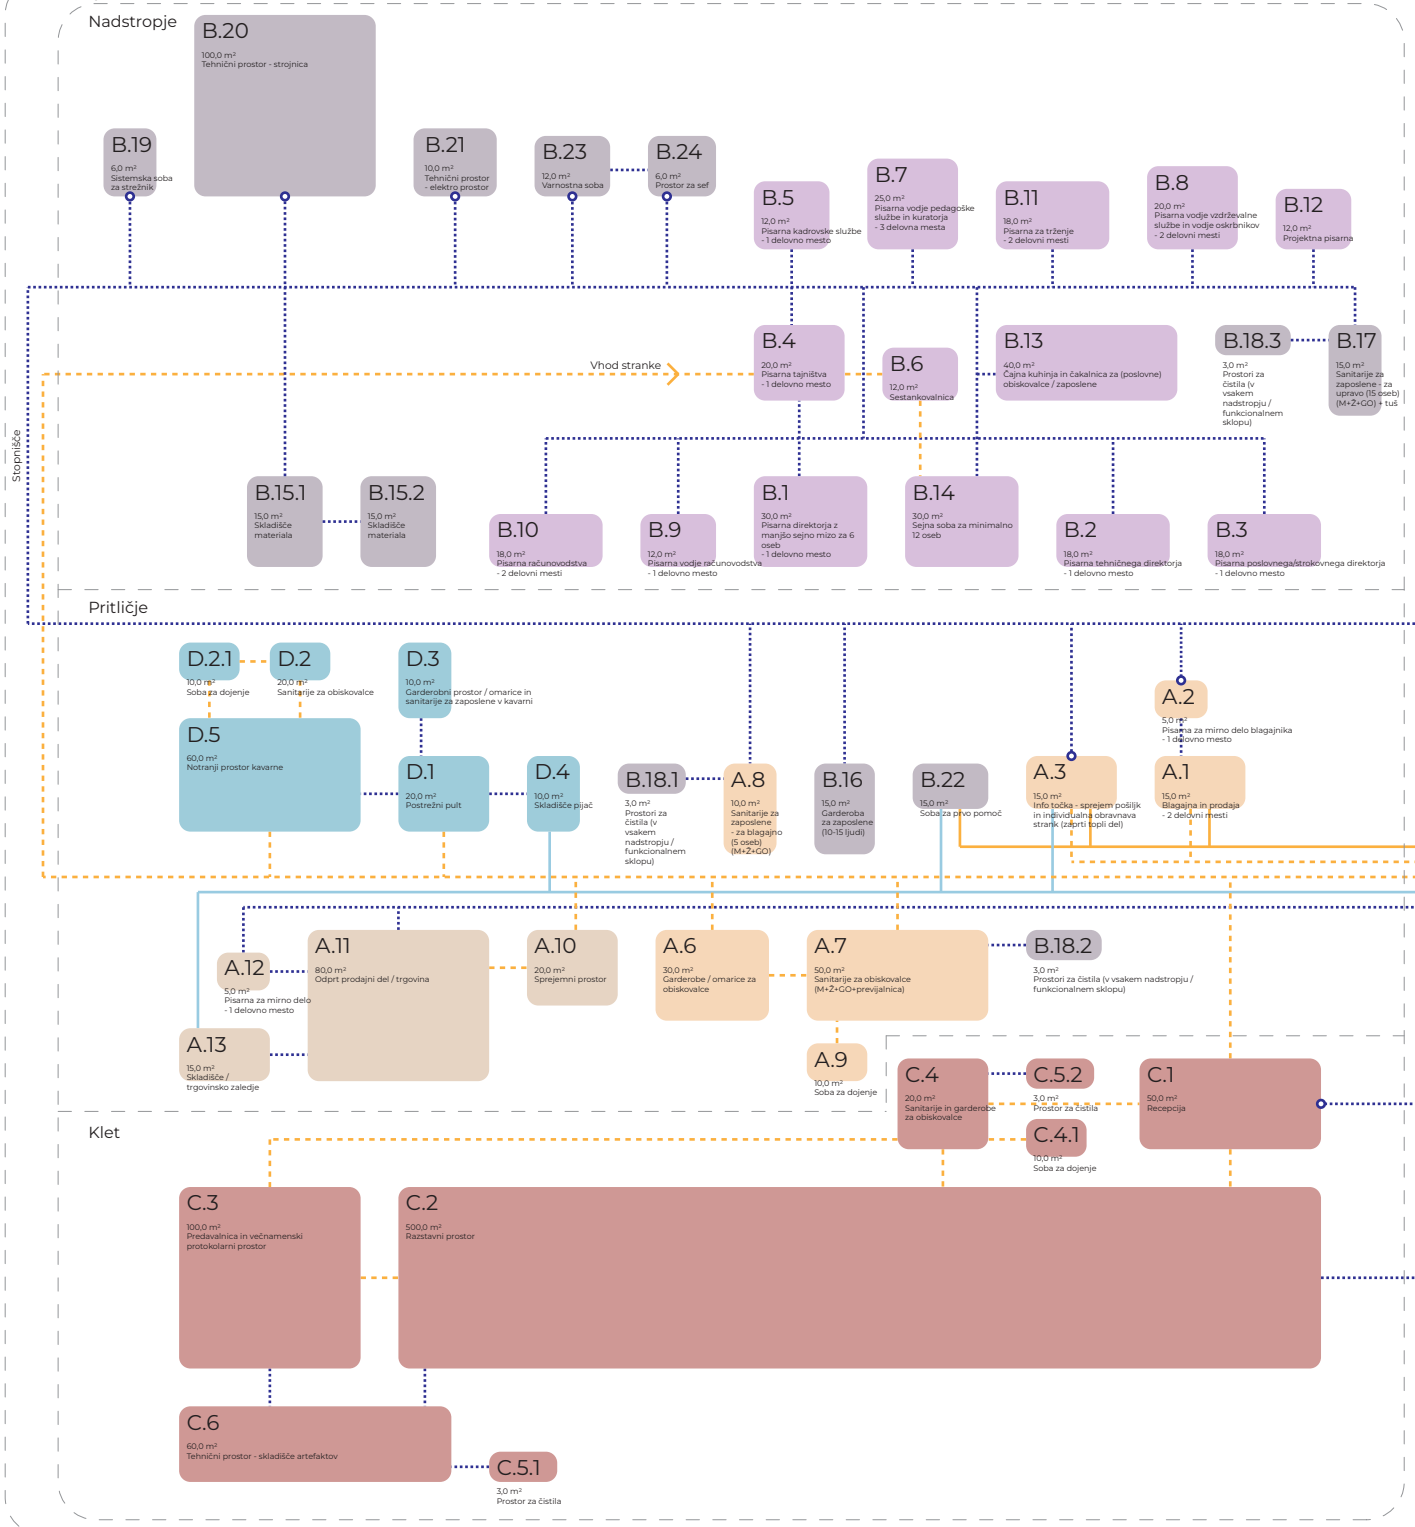 Nadstropje
B.20
100,0 m²
Tehnični prostor - strojnica
B.19
6,0 m²
Sistemska soba
za strežnik
B.21
10,0 m²
Tehnični prostor
- elektro prostor
B.23
12,0 m²
Varnostna soba
B.24
6,0 m²
Prostor za sef
B.5
12,0 m²
Pisarna kadrovske službe
- 1 delovno mesto
B.7
25,0 m²
Pisarna vodje pedagoške
službe in kuratorja
- 3 delovna mesta
B.11
18,0 m²
Pisarna za trženje
- 2 delovni mesti
B.8
20,0 m²
Pisarna vodje vzdrževalne
službe in vodje oskrbnikov
- 2 delovni mesti
B.12
12,0 m²
Projektna pisarna
Vhod stranke
B.4
20,0 m²
Pisarna tajništva
- 1 delovno mesto
B.6
12,0 m²
Sestankovalnica
B.13
40,0 m²
Čajna kuhinja in čakalnica za (poslovne)
obiskovalce / zaposlene
B.18.3
3,0 m²
Prostori za
čistila (v
vsakem
nadstropju /
funkcionalnem
sklopu)
B.17
15,0 m²
Sanitarije za
zaposlene - za
upravo (15 oseb)
(M+Ž+GO) + tuš
Stopnišče
B.15.1
15,0 m²
Skladišče
materiala
B.15.2
15,0 m²
Skladišče
materiala
B.10
18,0 m²
Pisarna računovodstva
- 2 delovni mesti
B.9
12,0 m²
Pisarna vodje računovodstva
- 1 delovno mesto
B.1
30,0 m²
Pisarna direktorja z
manjšo sejno mizo za 6
oseb
- 1 delovno mesto
B.14
30,0 m²
Sejna soba za minimalno
12 oseb
B.2
18,0 m²
Pisarna tehničnega direktorja
- 1 delovno mesto
B.3
18,0 m²
Pisarna poslovnega/strokovnega direktorja
- 1 delovno mesto
Pritličje
D.2.1
10,0 m²
Soba za dojenje
D.2
20,0 m²
Sanitarije za obiskovalce
D.3
10,0 m²
Garderobni prostor / omarice in
sanitarije za zaposlene v kavarni
D.5
60,0 m²
Notranji prostor kavarne
D.1
20,0 m²
Postrežni pult
D.4
10,0 m²
Skladišče pijač
B.18.1
3,0 m²
Prostori za
čistila (v
vsakem
nadstropju /
funkcionalnem
sklopu)
A.8
10,0 m²
Sanitarije za
zaposlene
- za blagajno
(5 oseb)
(M+Ž+GO)
B.16
15,0 m²
Garderoba
za zaposlene
(10-15 ljudi)
B.22
15,0 m²
Soba za prvo pomoč
A.3
15,0 m²
Info točka - sprejem pošiljk
in individualna obravnava
strank (zaprti topli del)
A.2
5,0 m²
Pisarna za mirno delo blagajnika
- 1 delovno mesto
A.1
15,0 m²
Blagajna in prodaja
- 2 delovni mesti
A.12
5,0 m²
Pisarna za mirno delo
- 1 delovno mesto
A.11
80,0 m²
Odprt prodajni del / trgovina
A.10
20,0 m²
Sprejemni prostor
A.6
30,0 m²
Garderobe / omarice za
obiskovalce
A.7
50,0 m²
Sanitarije za obiskovalce
(M+Ž+GO+previjalnica)
B.18.2
3,0 m²
Prostori za čistila (v vsakem nadstropju /
funkcionalnem sklopu)
A.13
15,0 m²
Skladišče /
trgovinsko zaledje
A.9
10,0 m²
Soba za dojenje
C.4
20,0 m²
Sanitarije in garderobe
za obiskovalce
C.5.2
3,0 m²
Prostor za čistila
C.1
50,0 m²
Recepcija
C.4.1
10,0 m²
Soba za dojenje
Klet
C.3
100,0 m²
Predavalnica in večnamenski
protokolarni prostor
C.2
500,0 m²
Razstavni prostor
C.6
60,0 m²
Tehnični prostor - skladišče artefaktov
C.5.1
3,0 m²
Prostor za čistila